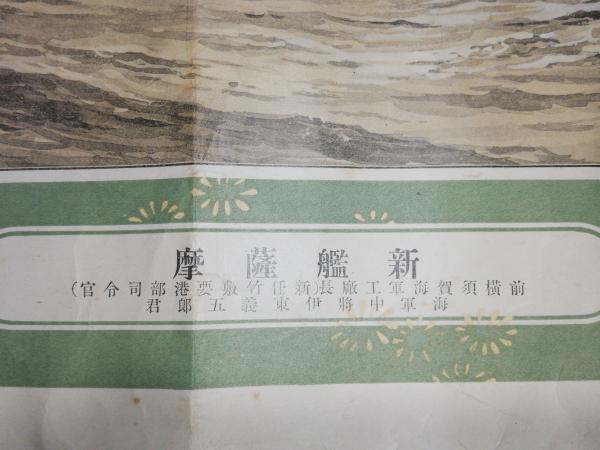 新艦薩摩
前横須賀海軍工廠長(新任竹敷要港部司令官)
海軍中將伊東義五郎君